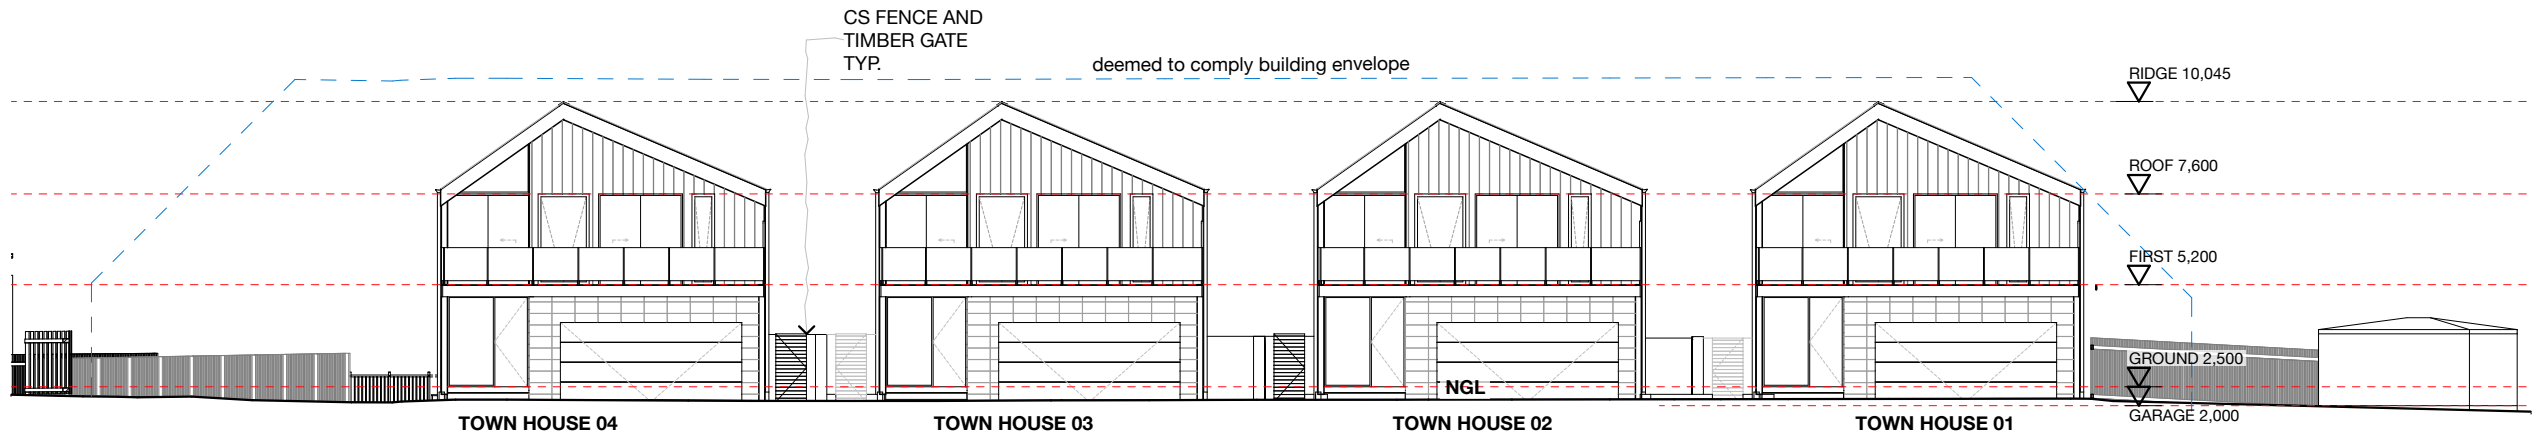 CS FENCE AND
TIMBER GATE
TYP.
deemed to comply building envelope
RIDGE 10,045
ROOF 7,600
FIRST 5,200
GROUND 2,500
NGL
GARAGE 2,000
TOWN HOUSE 04
TOWN HOUSE 03
TOWN HOUSE 02
TOWN HOUSE 01